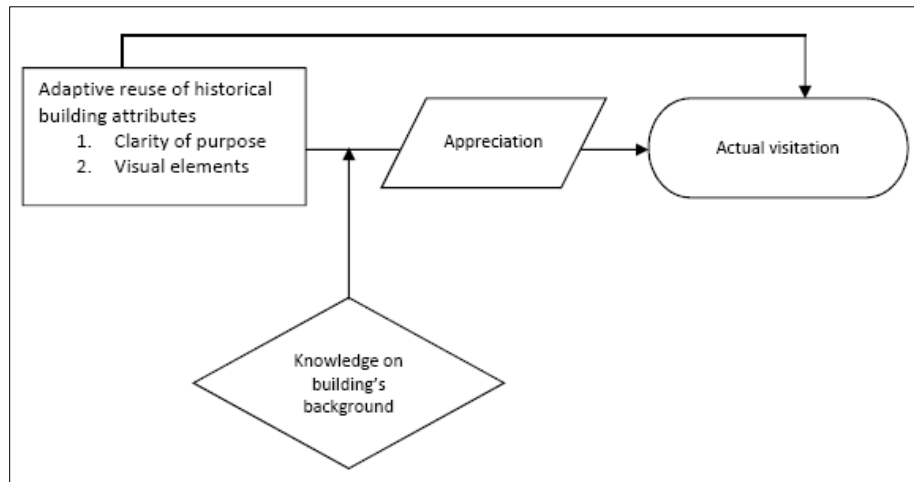 Adaptive reuse of historical
building attributes
1. Clarity of purpose
2. Visual elements
Appreciation
Actual visitation
Knowledge on
building's
background